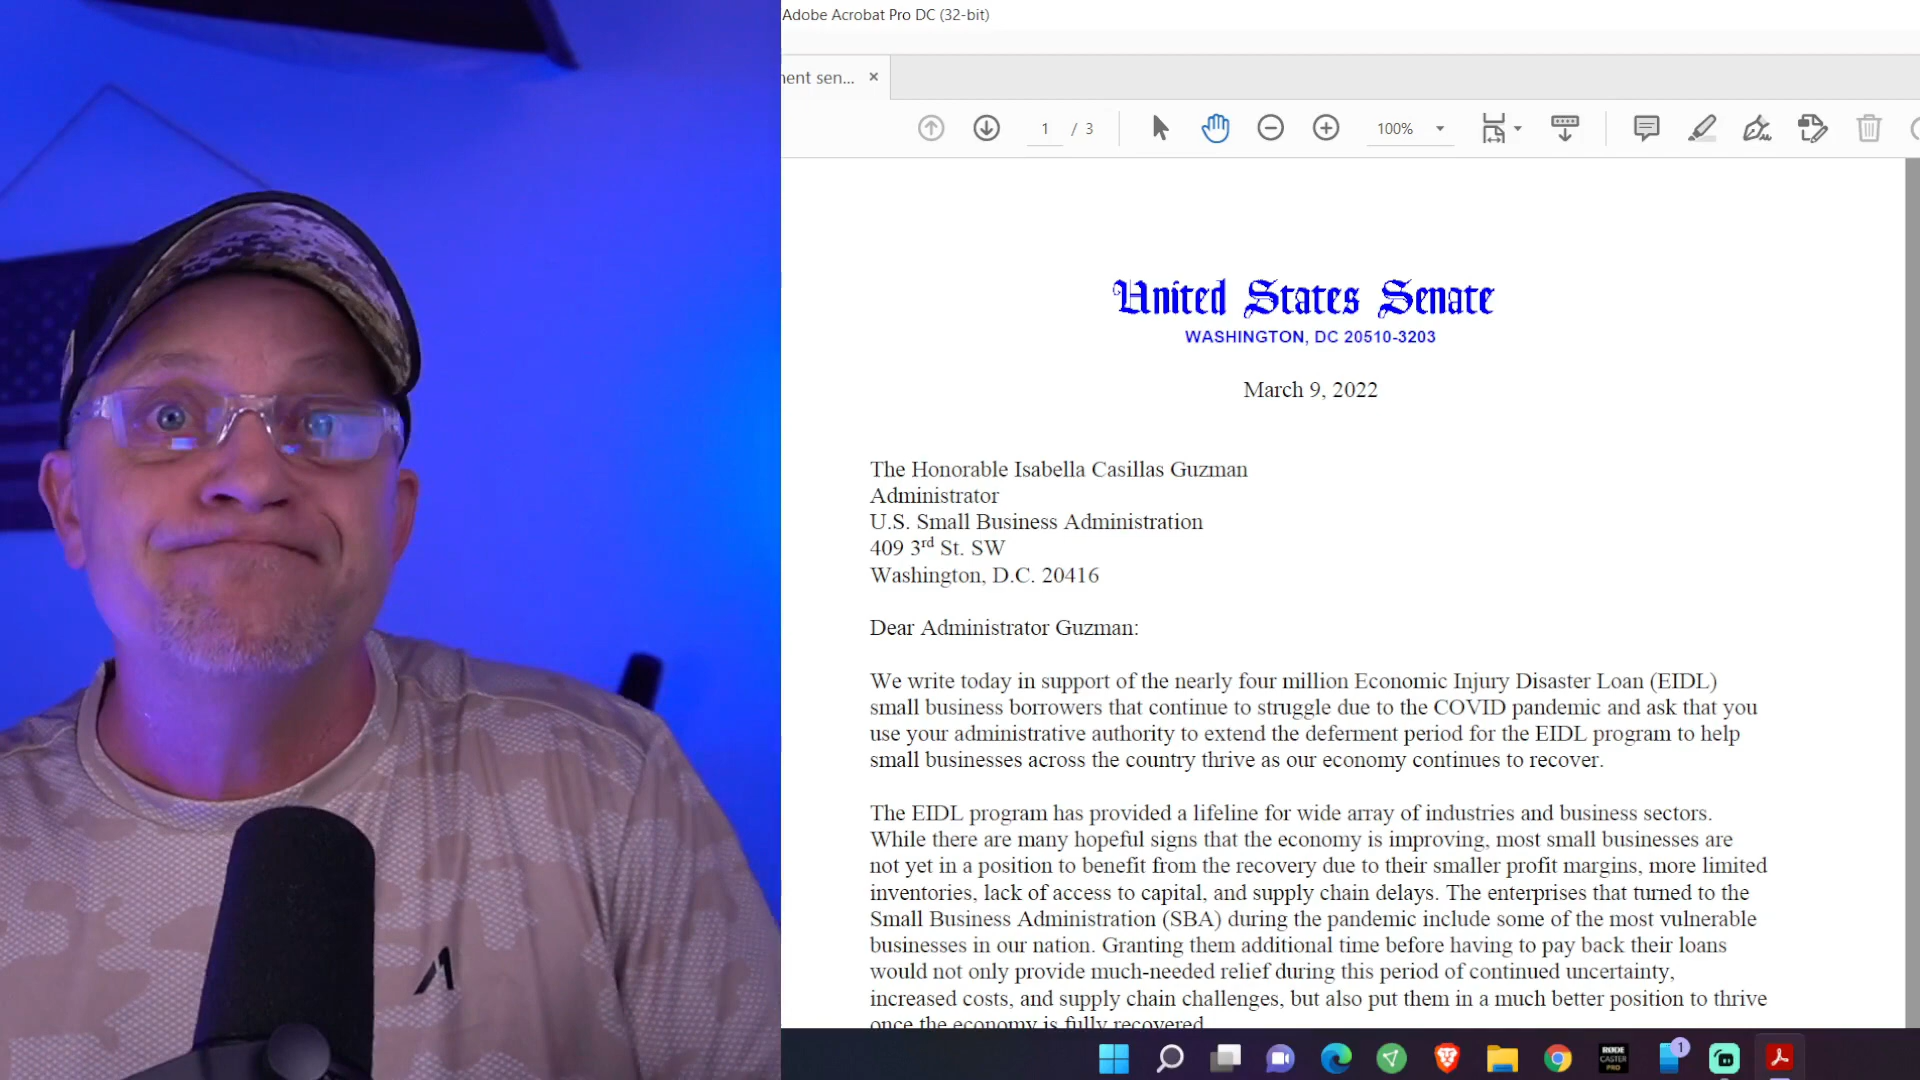 Adobe Acrobat Pro DC (32-bit)
ment sen...
1 / 3
100%
United States Senate
WASHINGTON, DC 20510-3203
March 9, 2022
The Honorable Isabella Casillas Guzman
Administrator
U.S. Small Business Administration
409 3rd St. SW
Washington, D.C. 20416
Dear Administrator Guzman:
We write today in support of the nearly four million Economic Injury Disaster Loan (EIDL)
small business borrowers that continue to struggle due to the COVID pandemic and ask that you
use your administrative authority to extend the deferment period for the EIDL program to help
small businesses across the country thrive as our economy continues to recover.
The EIDL program has provided a lifeline for wide array of industries and business sectors.
While there are many hopeful signs that the economy is improving, most small businesses are
not yet in a position to benefit from the recovery due to their smaller profit margins, more limited
inventories, lack of access to capital, and supply chain delays. The enterprises that turned to the
Small Business Administration (SBA) during the pandemic include some of the most vulnerable
businesses in our nation. Granting them additional time before having to pay back their loans
would not only provide much-needed relief during this period of continued uncertainty,
increased costs, and supply chain challenges, but also put them in a much better position to thrive
once the economy is fully recovered.
RØDE
CASTER
PRO
1